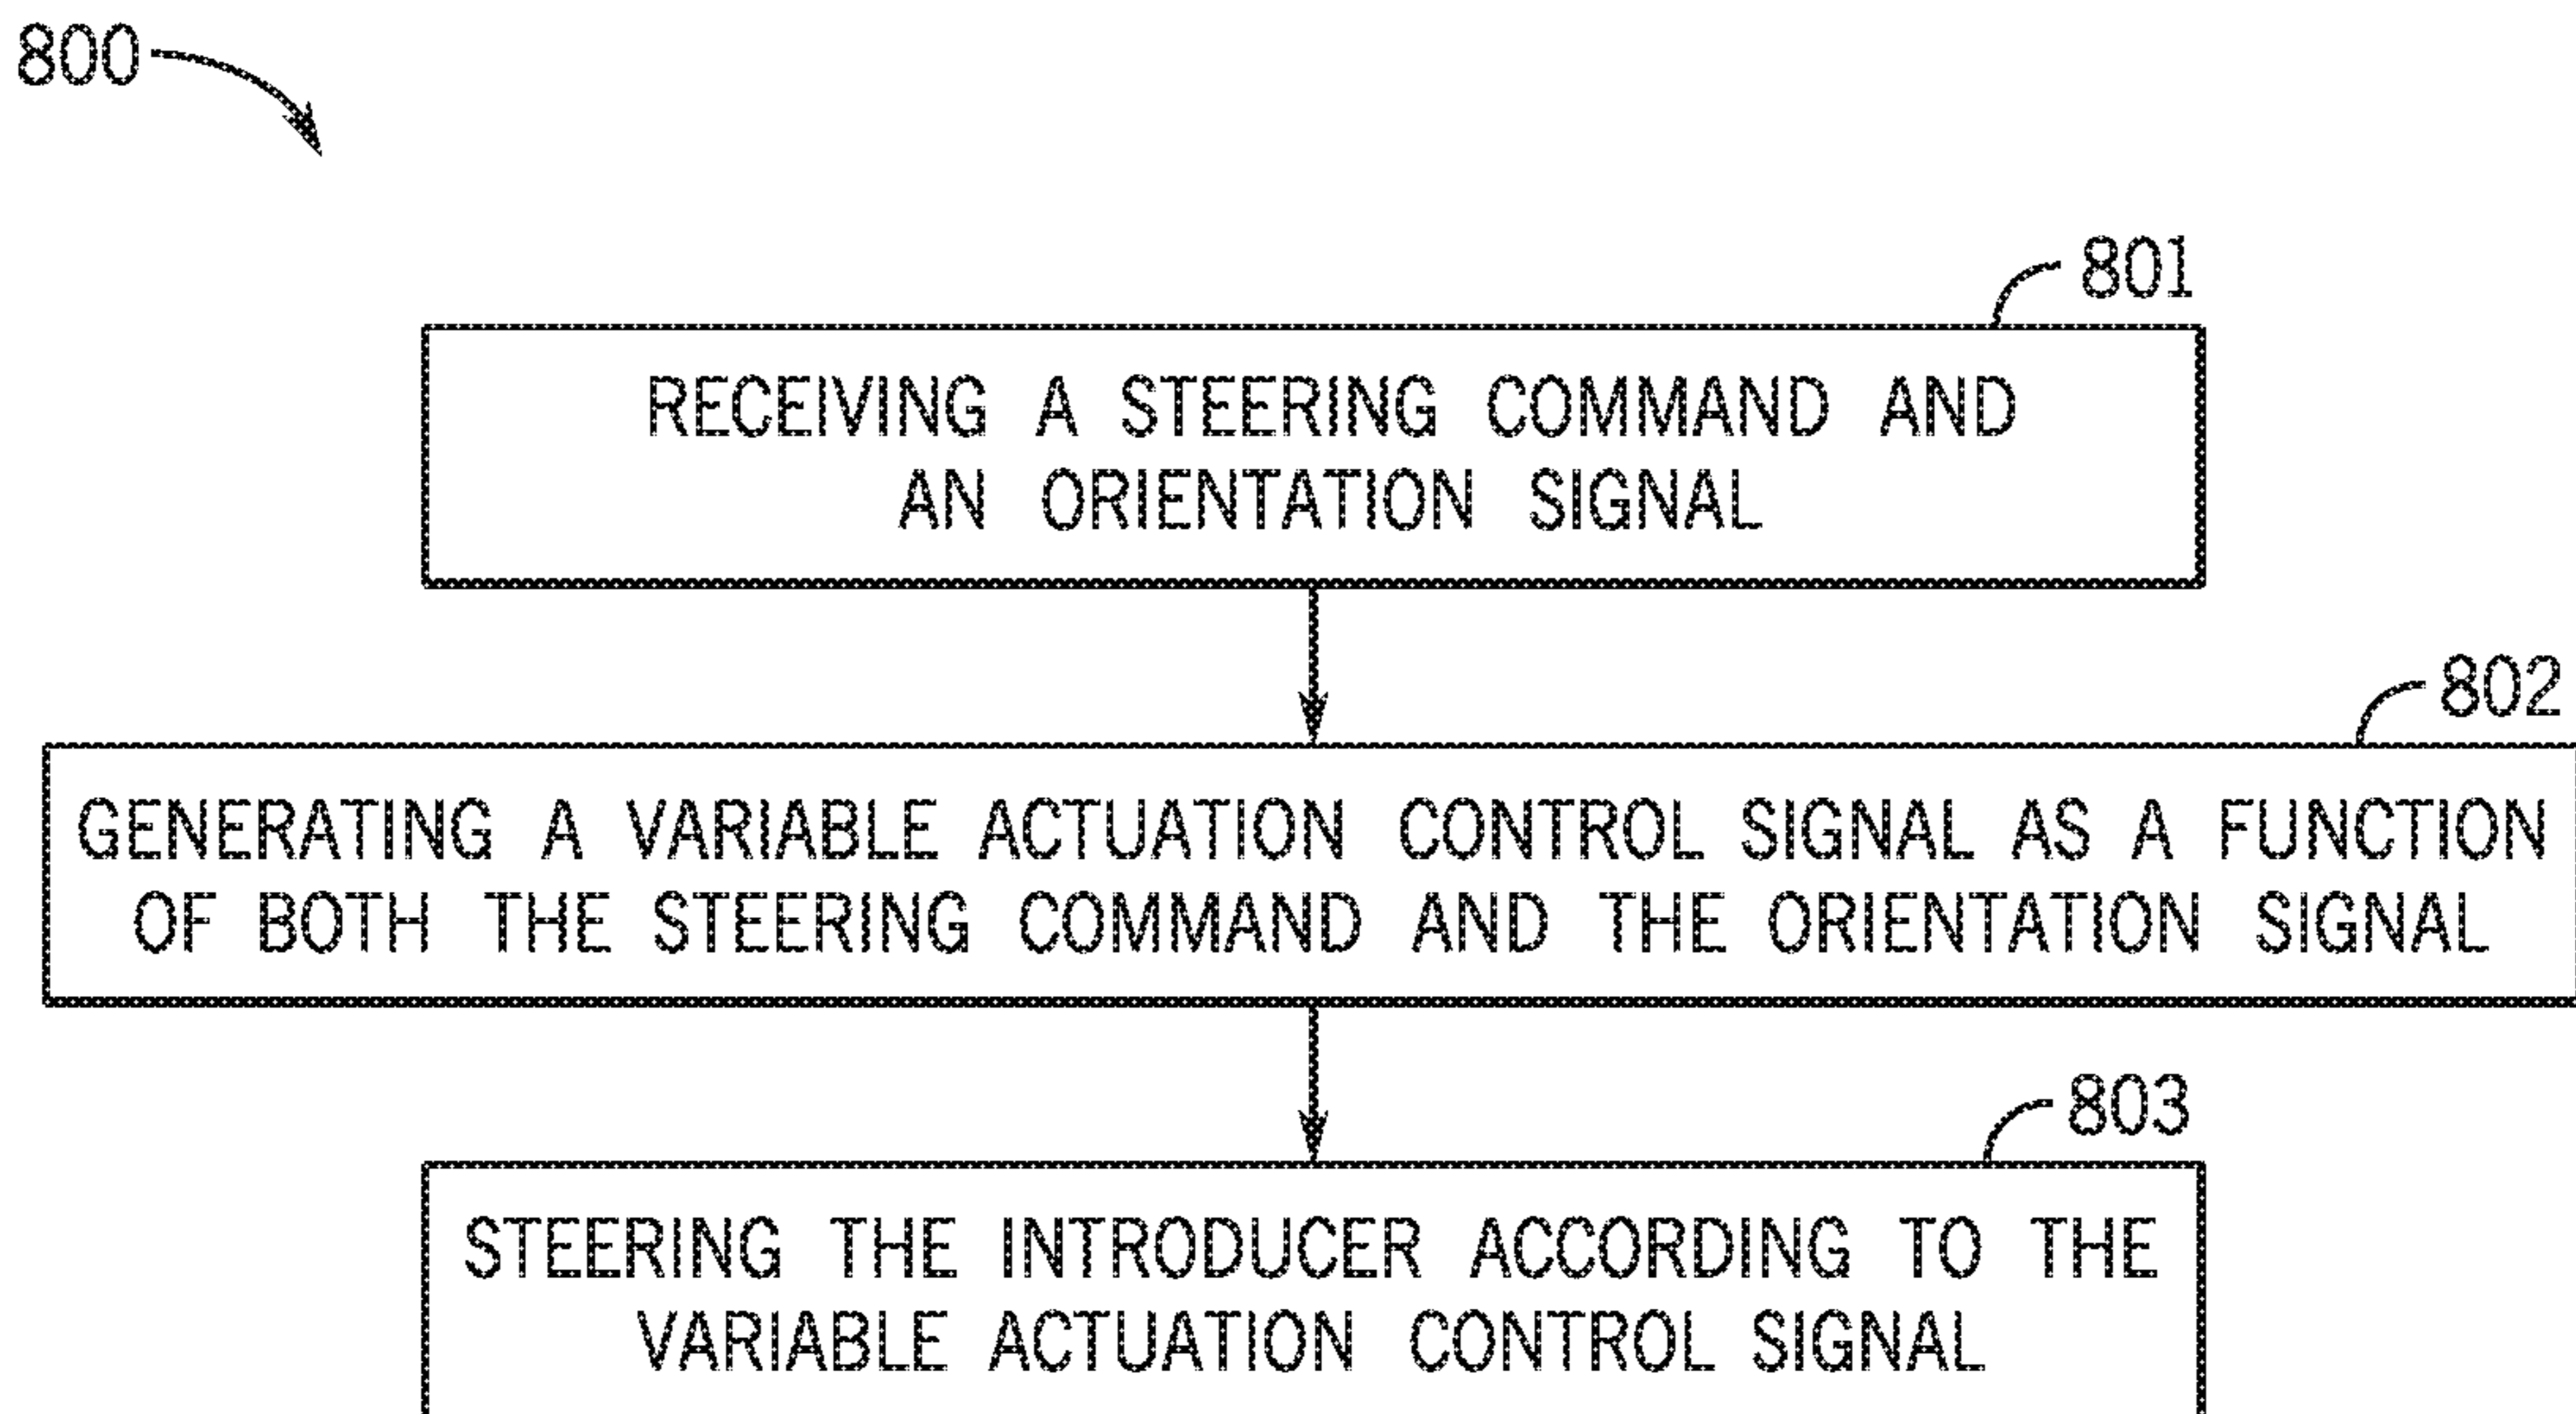 800
801
RECEIVING A STEERING COMMAND AND
AN ORIENTATION SIGNAL
802
GENERATING A VARIABLE ACTUATION CONTROL SIGNAL AS A FUNCTION
OF BOTH THE STEERING COMMAND AND THE ORIENTATION SIGNAL
803
STEERING THE INTRODUCER ACCORDING TO THE
VARIABLE ACTUATION CONTROL SIGNAL